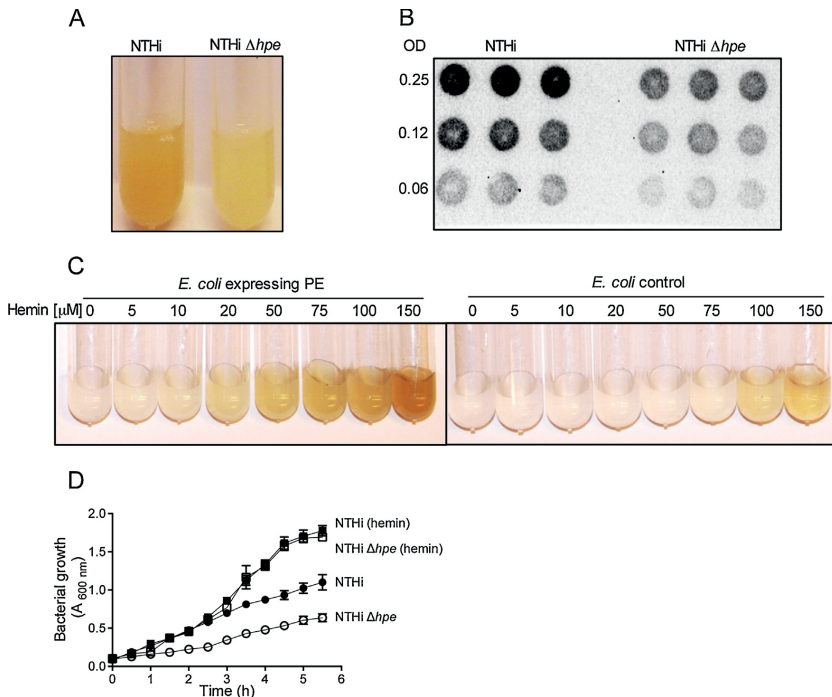 A
NTHi NTHi Δhpe
B
OD NTHi NTHi Δhpe
0.25
0.12
0.06
C
E. coli expressing PE E. coli control
Hemin [µM] 0 5 10 20 50 75 100 150 0 5 10 20 50 75 100 150
D
Bacterial growth
(A 600 nm)
2.0
1.5
1.0
0.5
0.0
0 1 2 3 4 5 6
Time (h)
NTHi (hemin)
NTHi Δhpe (hemin)
NTHi
NTHi Δhpe